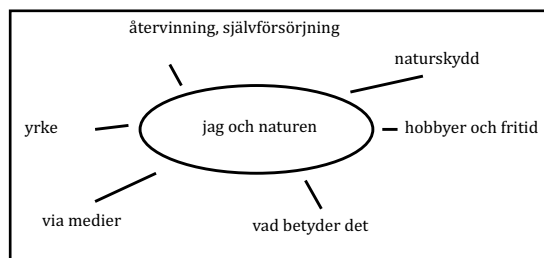 återvinning, självförsörjning
naturskydd
yrke
jag och naturen
hobbyer och fritid
via medier
vad betyder det